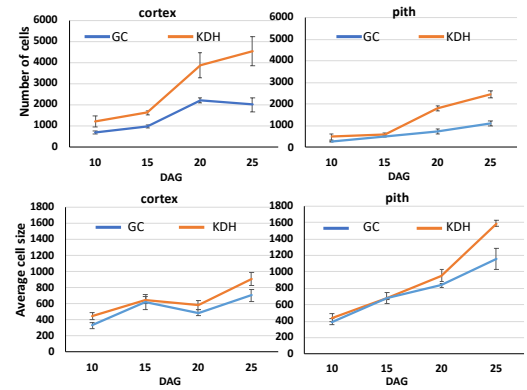 cortex
GC KDH
Number of cells
6000
5000
4000
3000
2000
1000
0
10 15 20 25
DAG
pith
GC KDH
6000
5000
4000
3000
2000
1000
0
10 15 20 25
DAG
cortex
GC KDH
Average cell size
1800
1600
1400
1200
1000
800
600
400
200
0
10 15 20 25
DAG
pith
GC KDH
1800
1600
1400
1200
1000
800
600
400
200
0
10 15 20 25
DAG